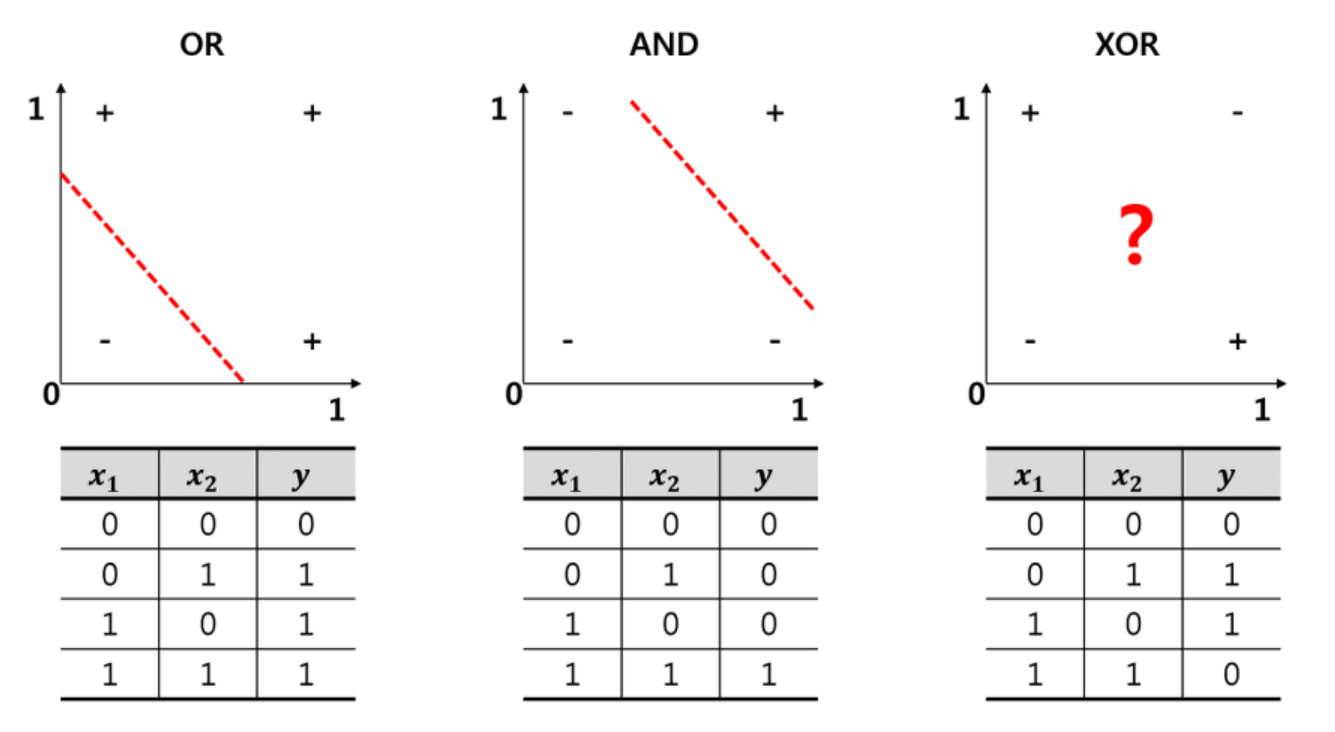 OR
1
+ +
- +
0
1
x₁ x₂ y
0 0 0
0 1 1
1 0 1
1 1 1
AND
1
- +
- -
0
1
x₁ x₂ y
0 0 0
0 1 0
1 0 0
1 1 1
XOR
1
+ -
?
- +
0
1
x₁ x₂ y
0 0 0
0 1 1
1 0 1
1 1 0